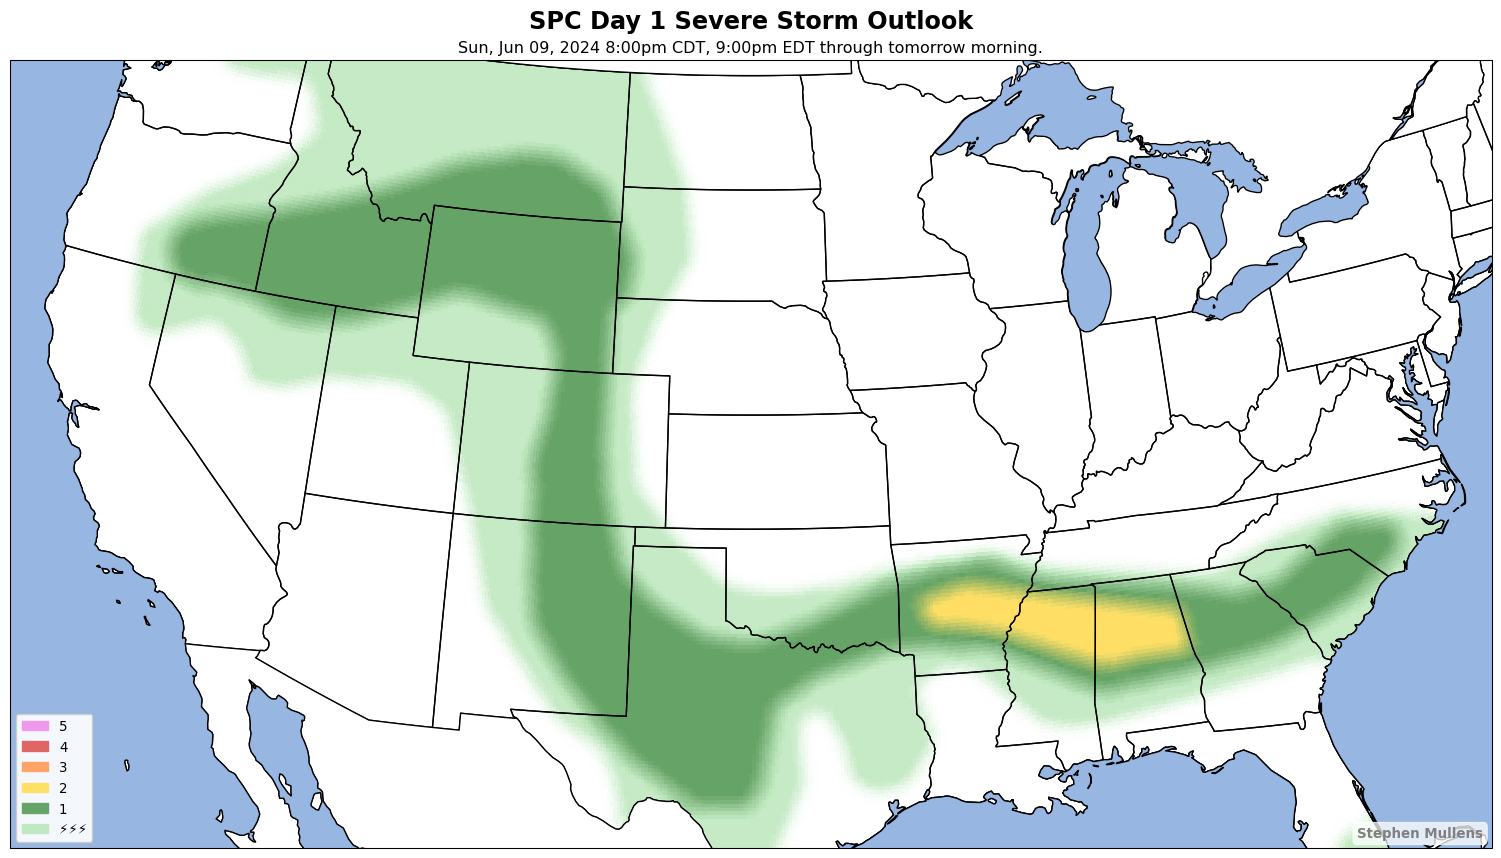 SPC Day 1 Severe Storm Outlook
Sun, Jun 09, 2024 8:00pm CDT, 9:00pm EDT through tomorrow morning.
5
4
3
2
1
⚡⚡⚡
Stephen Mullens